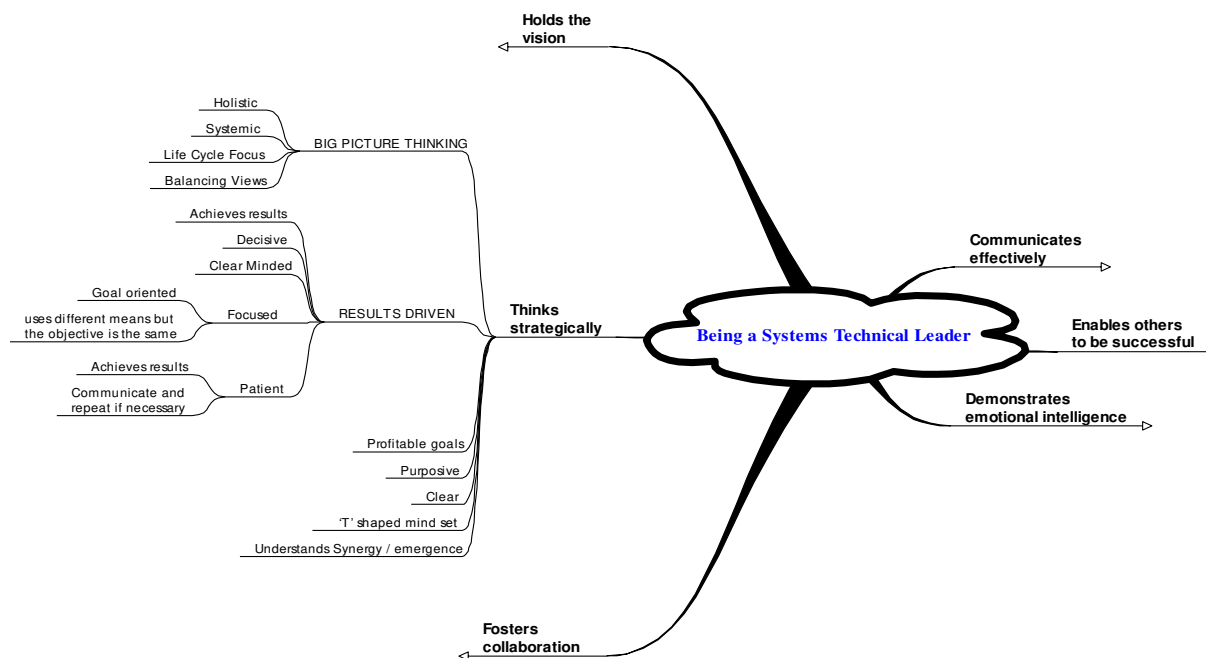 Holds the
vision
Holistic
Systemic
Life Cycle Focus
Balancing Views
BIG PICTURE THINKING
Achieves results
Decisive
Clear Minded
Goal oriented
uses different means but
the objective is the same
Focused
Achieves results
Communicate and
repeat if necessary
Patient
RESULTS DRIVEN
Profitable goals
Purposive
Clear
‘T’ shaped mind set
Understands Synergy / emergence
Thinks
strategically
Being a Systems Technical Leader
Communicates
effectively
Enables others
to be successful
Demonstrates
emotional intelligence
Fosters
collaboration